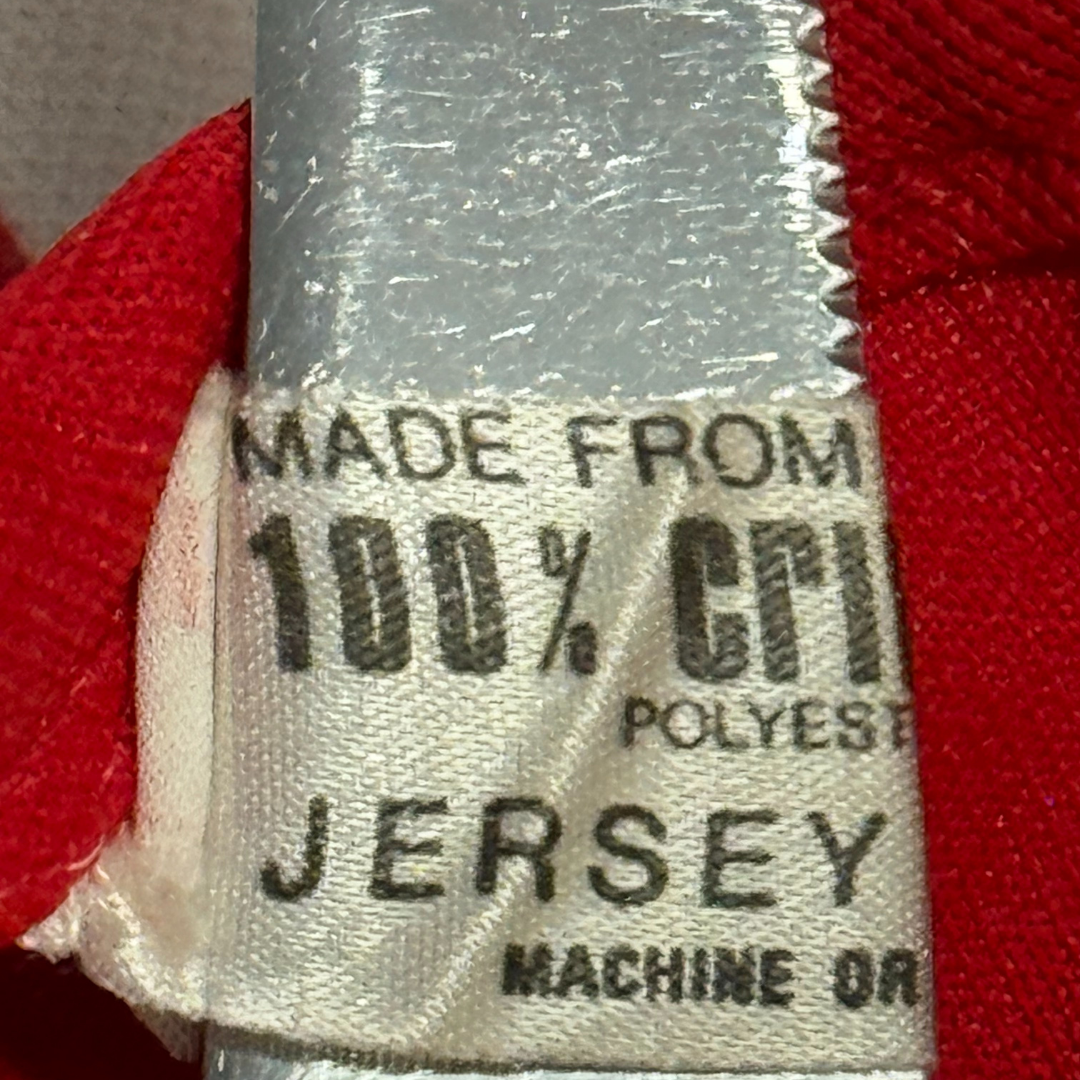 MADE FROM
100% CRI
POLYEST
JERSEY
MACHINE OR